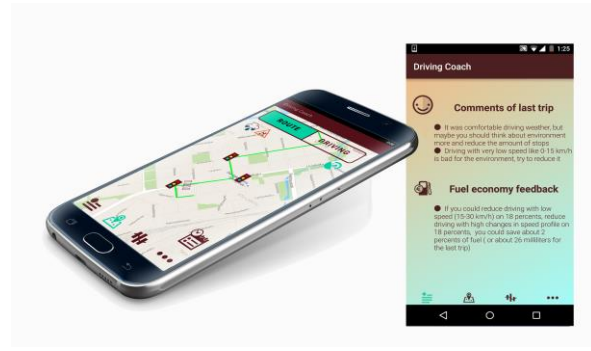 Driving Coach
ROUTE
DRIVING
1:25
Driving Coach
Comments of last trip
● It was comfortable driving weather, but
maybe you should think about environment
more and reduce the amount of stops
● Driving with very low speed like 0-15 km/h
is bad for the environment, try to reduce it
Fuel economy feedback
● If you could reduce driving with low
speed (15-30 km/h) on 18 percents, reduce
driving with high changes in speed profile on
18 percents, you could save about 2
percents of fuel ( or about 26 milliliters for
the last trip)